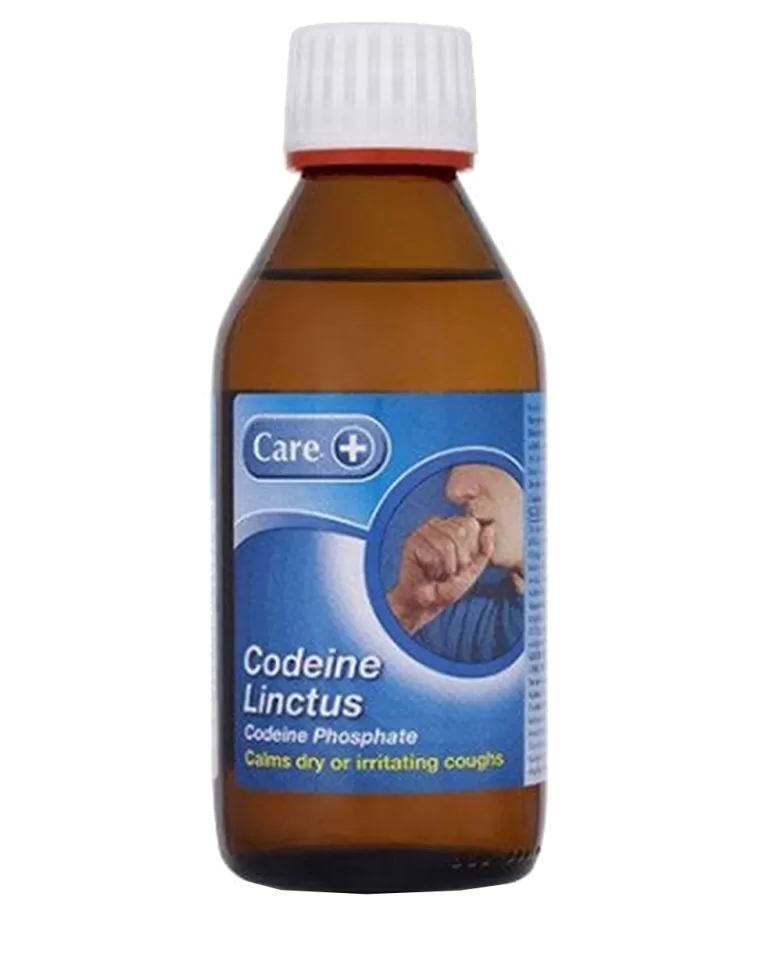 Care
Codeine
Linctus
Codeine Phosphate
Calms dry or irritating coughs